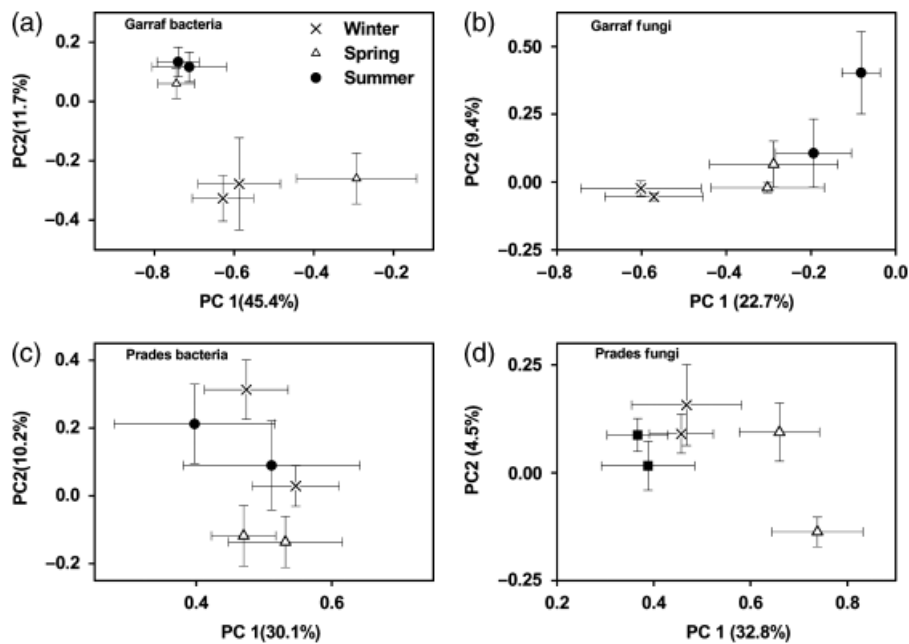 (a)
Garraf bacteria
Winter
Spring
Summer
0.2
0.0
−0.2
−0.4
PC2(11.7%)
−0.8
−0.6
−0.4
−0.2
PC 1(45.4%)
(b)
Garraf fungi
0.50
0.25
0.00
−0.25
PC2 (9.4%)
−0.8
−0.6
−0.4
−0.2
0.0
PC 1 (22.7%)
(c)
Prades bacteria
0.4
0.2
0.0
−0.2
PC2(10.2%)
0.4
0.6
PC 1(30.1%)
(d)
Prades fungi
0.25
0.00
−0.25
PC2 (4.5%)
0.2
0.4
0.6
0.8
PC 1 (32.8%)